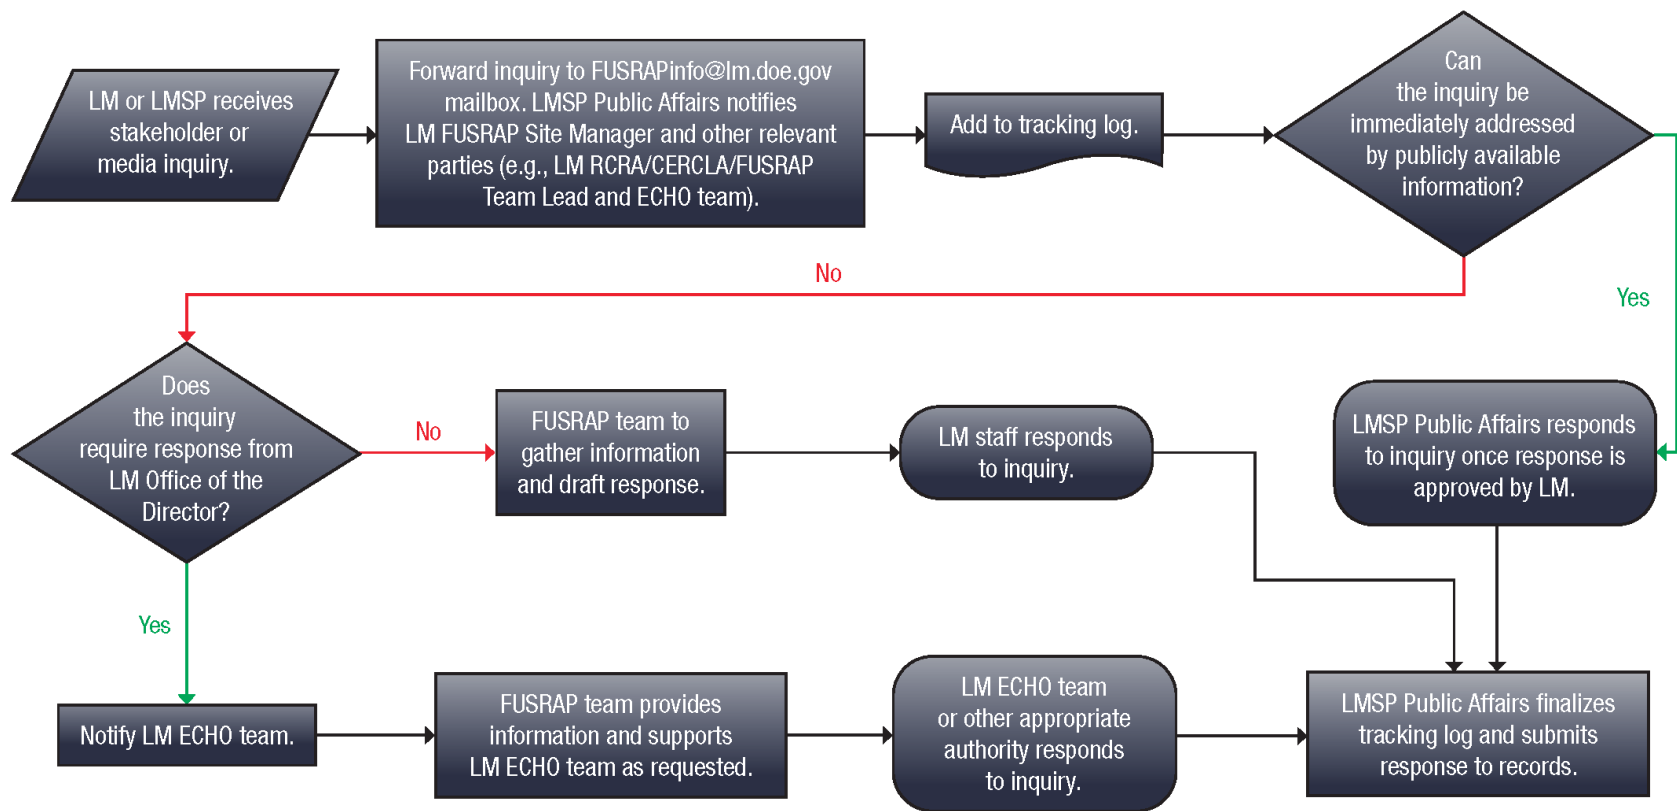 LM or LMSP receives
stakeholder or
media inquiry.
Forward inquiry to FUSRAPinfo@lm.doe.gov
mailbox. LMSP Public Affairs notifies
LM FUSRAP Site Manager and other relevant
parties (e.g., LM RCRA/CERCLA/FUSRAP
Team Lead and ECHO team).
Add to tracking log.
Can
the inquiry be
immediately addressed
by publicly available
information?
No
Yes
Does
the inquiry
require response from
LM Office of the
Director?
No
FUSRAP team to
gather information
and draft response.
LM staff responds
to inquiry.
LMSP Public Affairs responds
to inquiry once response is
approved by LM.
Yes
Notify LM ECHO team.
FUSRAP team provides
information and supports
LM ECHO team as requested.
LM ECHO team
or other appropriate
authority responds
to inquiry.
LMSP Public Affairs finalizes
tracking log and submits
response to records.